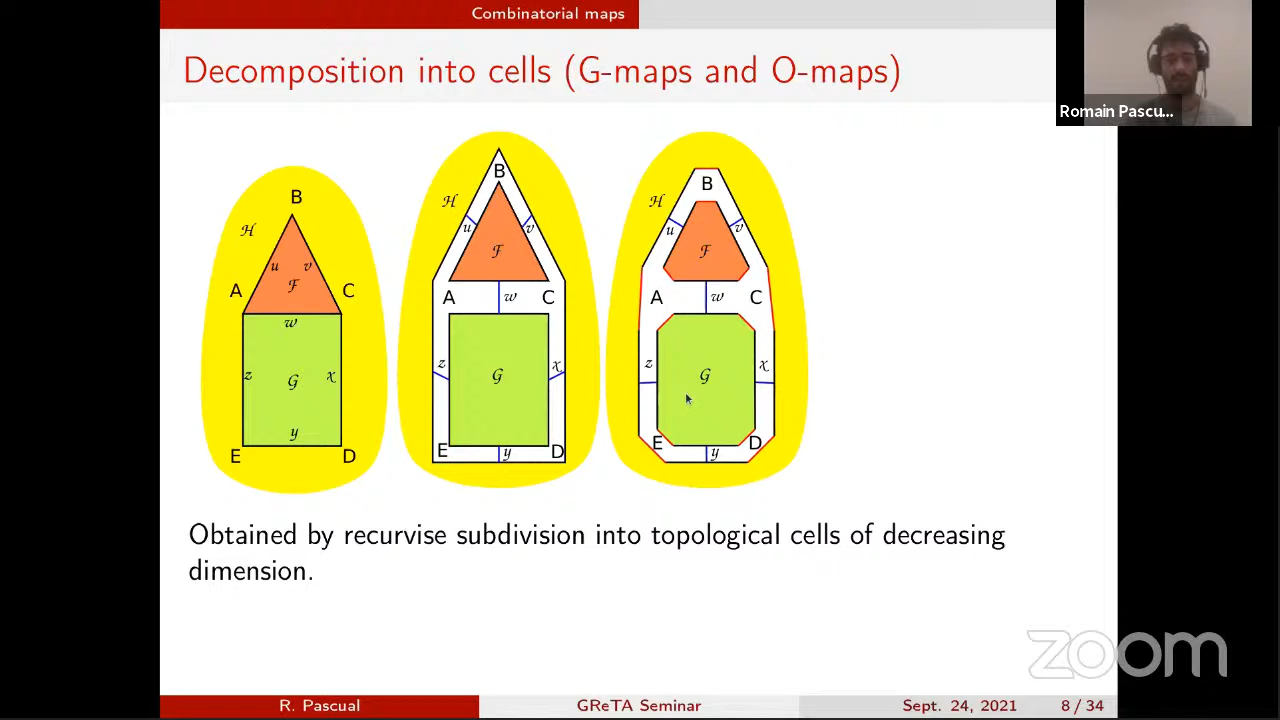 Combinatorial maps
Decomposition into cells (G-maps and O-maps)
Romain Pascu...
B
H
u
v
F
A
C
w
z
G
x
y
E
D
B
H
u
v
F
A
w
C
z
G
x
E
y
D
B
H
u
v
F
A
w
C
z
G
x
E
y
D
Obtained by recurvise subdivision into topological cells of decreasing
dimension.
zoom
R. Pascual
GReTA Seminar
Sept. 24, 2021
8 / 34